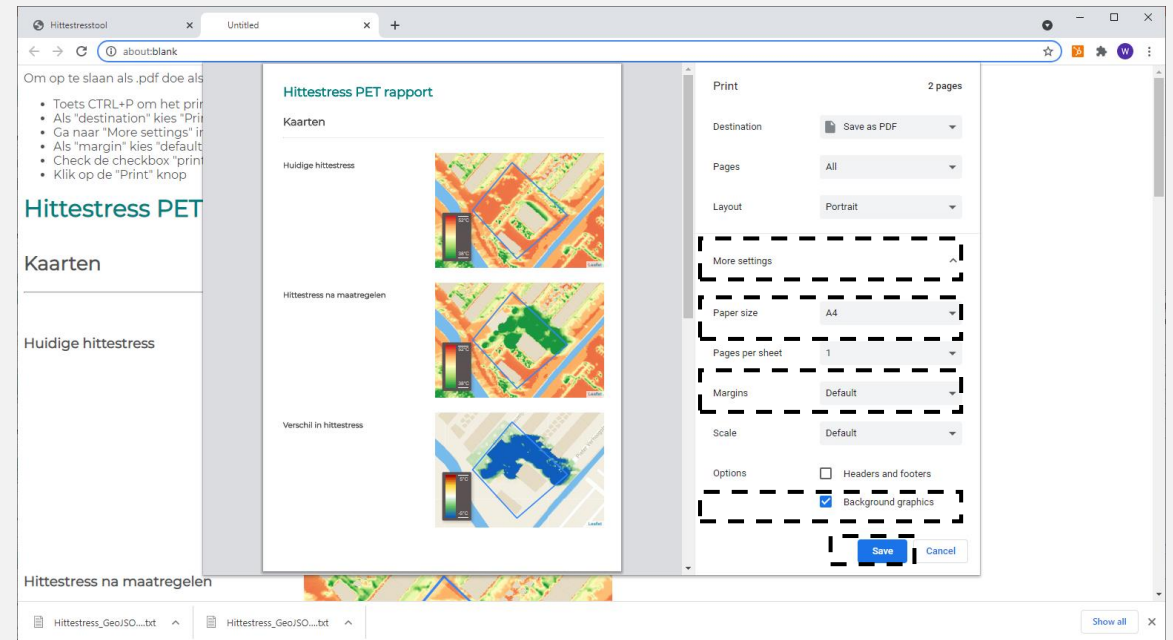 Hittestresstool
Untitled
about:blank
W
Om op te slaan als .pdf doe als
• Toets CTRL+P om het
• Als "destination" kies
• Ga naar "More settings"
• Als "margin" kies "default
• Check de checkbox "print
• Klik op de "Print" knop
Hittestress PET
Kaarten
Huidige hittestress
Hittestress na maatregelen
Hittestress PET rapport
Kaarten
Huidige hittestress
Leaflet
Hittestress na maatregelen
Leaflet
Verschil in hittestress
Leaflet
Print 2 pages
Destination Save as PDF
Pages All
Layout Portrait
More settings
Paper size A4
Pages per sheet 1
Margins Default
Scale Default
Options Headers and footers
Background graphics
Save Cancel
Hittestress_GeoJSO....txt
Hittestress_GeoJSO....txt
Show all